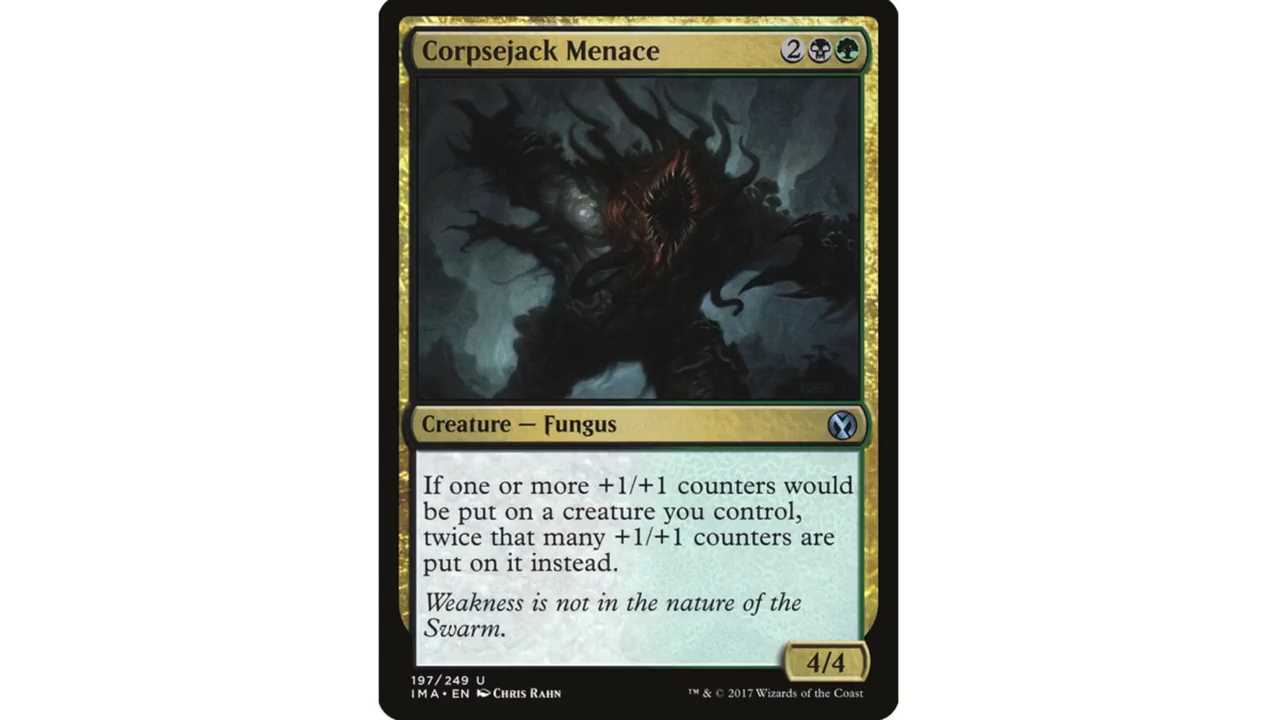 Corpsejack Menace 2
Creature — Fungus
If one or more +1/+1 counters would
be put on a creature you control,
twice that many +1/+1 counters are
put on it instead.
Weakness is not in the nature of the
Swarm.
4/4
197/249 U
IMA • EN Chris Rahn
™ & © 2017 Wizards of the Coast